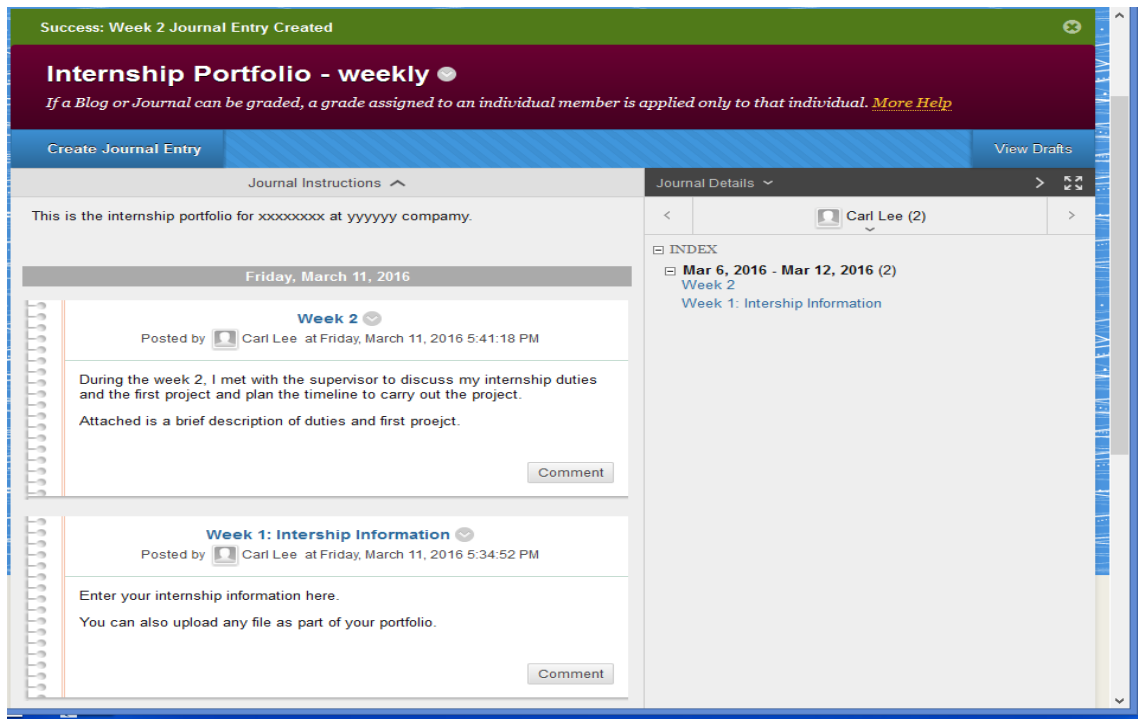 Success: Week 2 Journal Entry Created
Internship Portfolio - weekly
If a Blog or Journal can be graded, a grade assigned to an individual member is applied only to that individual. More Help
Create Journal Entry
View Drafts
Journal Instructions
This is the internship portfolio for xxxxxxxx at yyyyyy compamy.
Friday, March 11, 2016
Week 2
Posted by Carl Lee at Friday, March 11, 2016 5:41:18 PM
During the week 2, I met with the supervisor to discuss my internship duties
and the first project and plan the timeline to carry out the project.
Attached is a brief description of duties and first proejct.
Comment
Week 1: Intership Information
Posted by Carl Lee at Friday, March 11, 2016 5:34:52 PM
Enter your internship information here.
You can also upload any file as part of your portfolio.
Comment
Journal Details
Carl Lee (2)
INDEX
Mar 6, 2016 - Mar 12, 2016 (2)
Week 2
Week 1: Intership Information